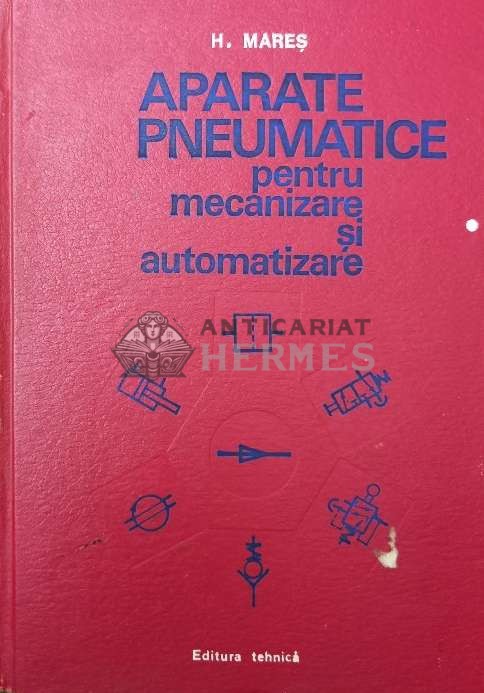 H. MAREȘ
APARATE
PNEUMATICE
pentru
mecanizare
și
automatizare
ANTICARIAT
HERMES
Editura tehnică